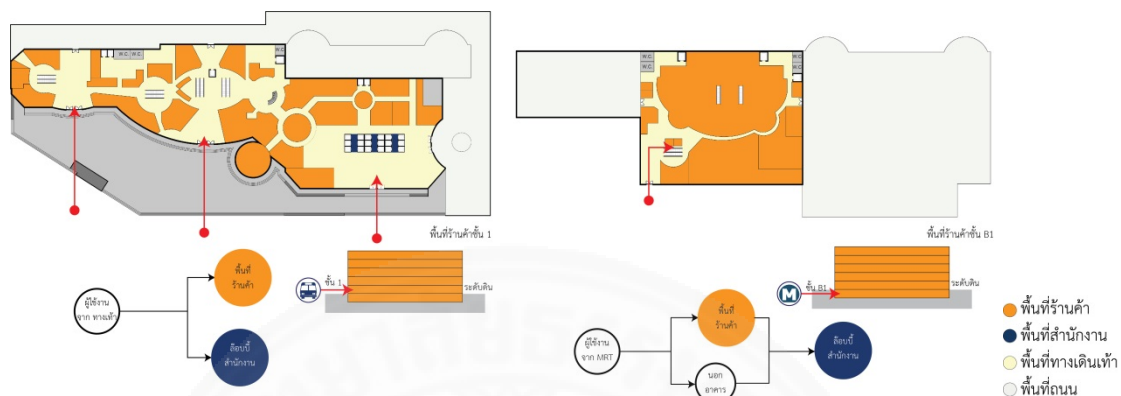 W.C.
W.C. W.C.
W.C.
พื้นที่ร้านค้าชั้น 1
W.C.
W.C.
W.C.
W.C.
พื้นที่ร้านค้าชั้น B1
ผู้ใช้งาน
จาก ทางเท้า
พื้นที่
ร้านค้า
ล็อบบี้
สำนักงาน
ชั้น 1
ระดับดิน
ผู้ใช้งาน
จาก MRT
พื้นที่
ร้านค้า
นอก
อาคาร
ล็อบบี้
สำนักงาน
M
ชั้น B1
ระดับดิน
พื้นที่ร้านค้า
พื้นที่สำนักงาน
พื้นที่ทางเดินเท้า
พื้นที่ถนน